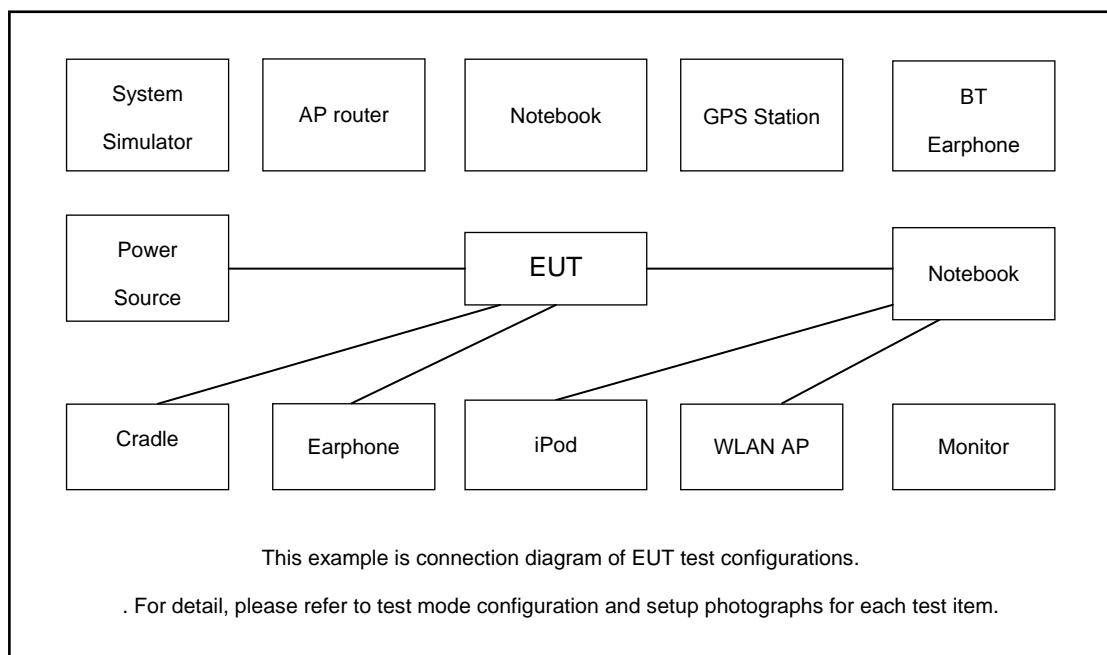 System
Simulator
AP router
Notebook
GPS Station
BT
Earphone
Power
Source
EUT
Notebook
Cradle
Earphone
iPod
WLAN AP
Monitor
This example is connection diagram of EUT test configurations.
. For detail, please refer to test mode configuration and setup photographs for each test item.